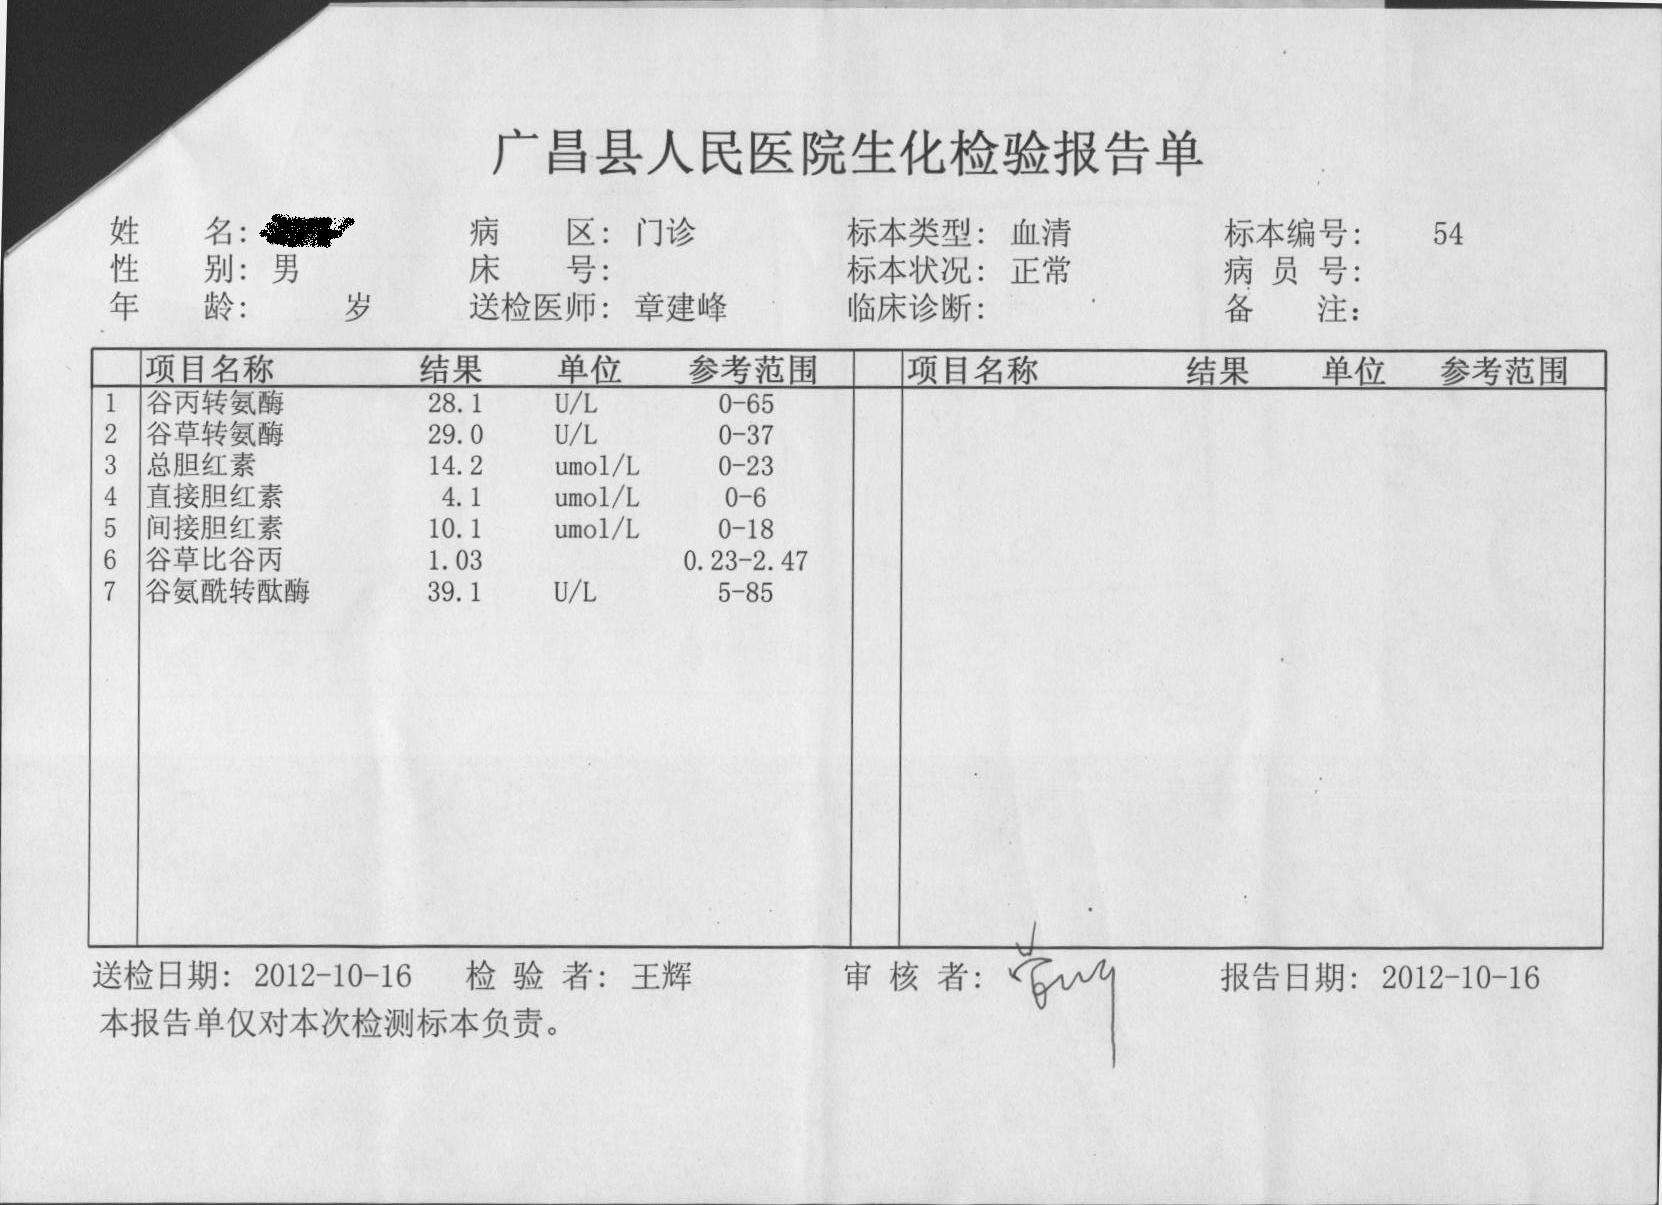 广昌县人民医院生化检验报告单
姓 名: 病 区: 门诊 标本类型: 血清 标本编号: 54
性 别: 男 床 号: 标本状况: 正常 病 员 号:
年 龄: 岁 送检医师: 章建峰 临床诊断: 备 注:
项目名称 结果 单位 参考范围 项目名称 结果 单位 参考范围
1 谷丙转氨酶 28.1 U/L 0-65
2 谷草转氨酶 29.0 U/L 0-37
3 总胆红素 14.2 umol/L 0-23
4 直接胆红素 4.1 umol/L 0-6
5 间接胆红素 10.1 umol/L 0-18
6 谷草比谷丙 1.03 0.23-2.47
7 谷氨酰转酞酶 39.1 U/L 5-85
送检日期: 2012-10-16 检 验 者: 王辉 审 核 者: 报告日期: 2012-10-16
本报告单仅对本次检测标本负责。